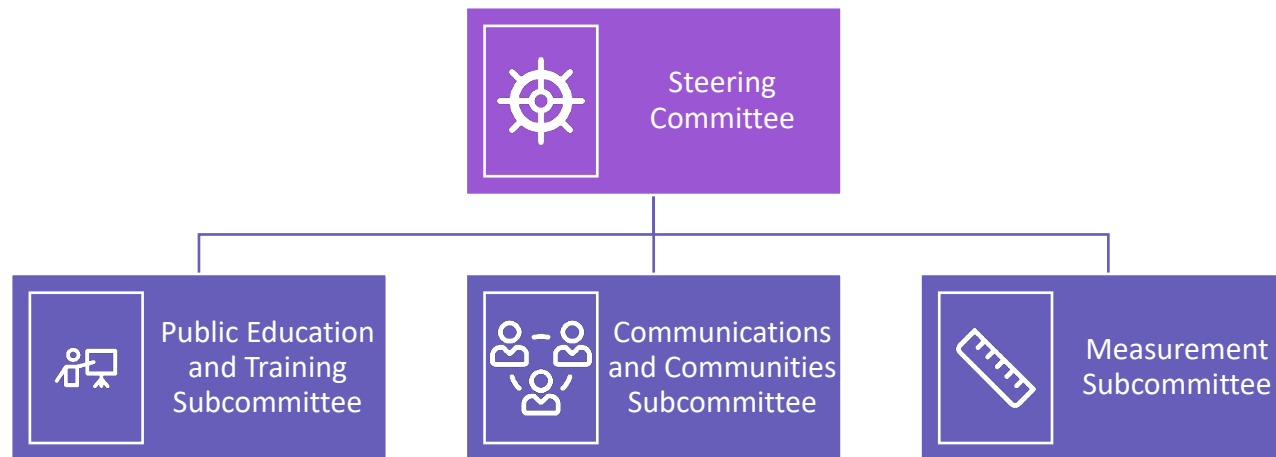 Steering
Committee
Public Education
and Training
Subcommittee
Communications
and Communities
Subcommittee
Measurement
Subcommittee